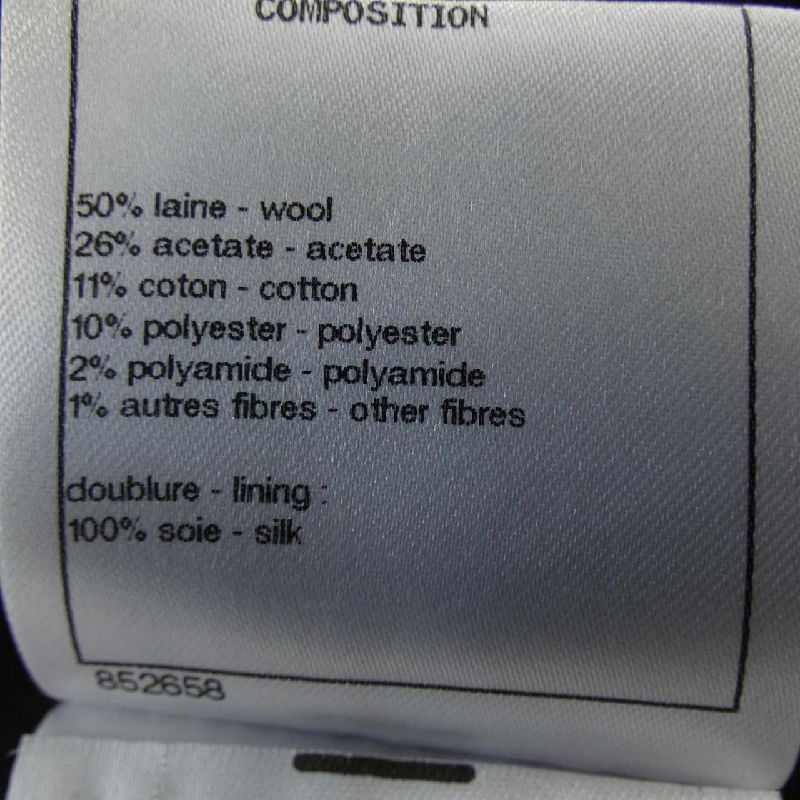 COMPOSITION
50% laine - wool
26% acetate - acetate
11% coton - cotton
10% polyester - polyester
2% polyamide - polyamide
1% autres fibres - other fibres
doublure - lining :
100% soie - silk
852658